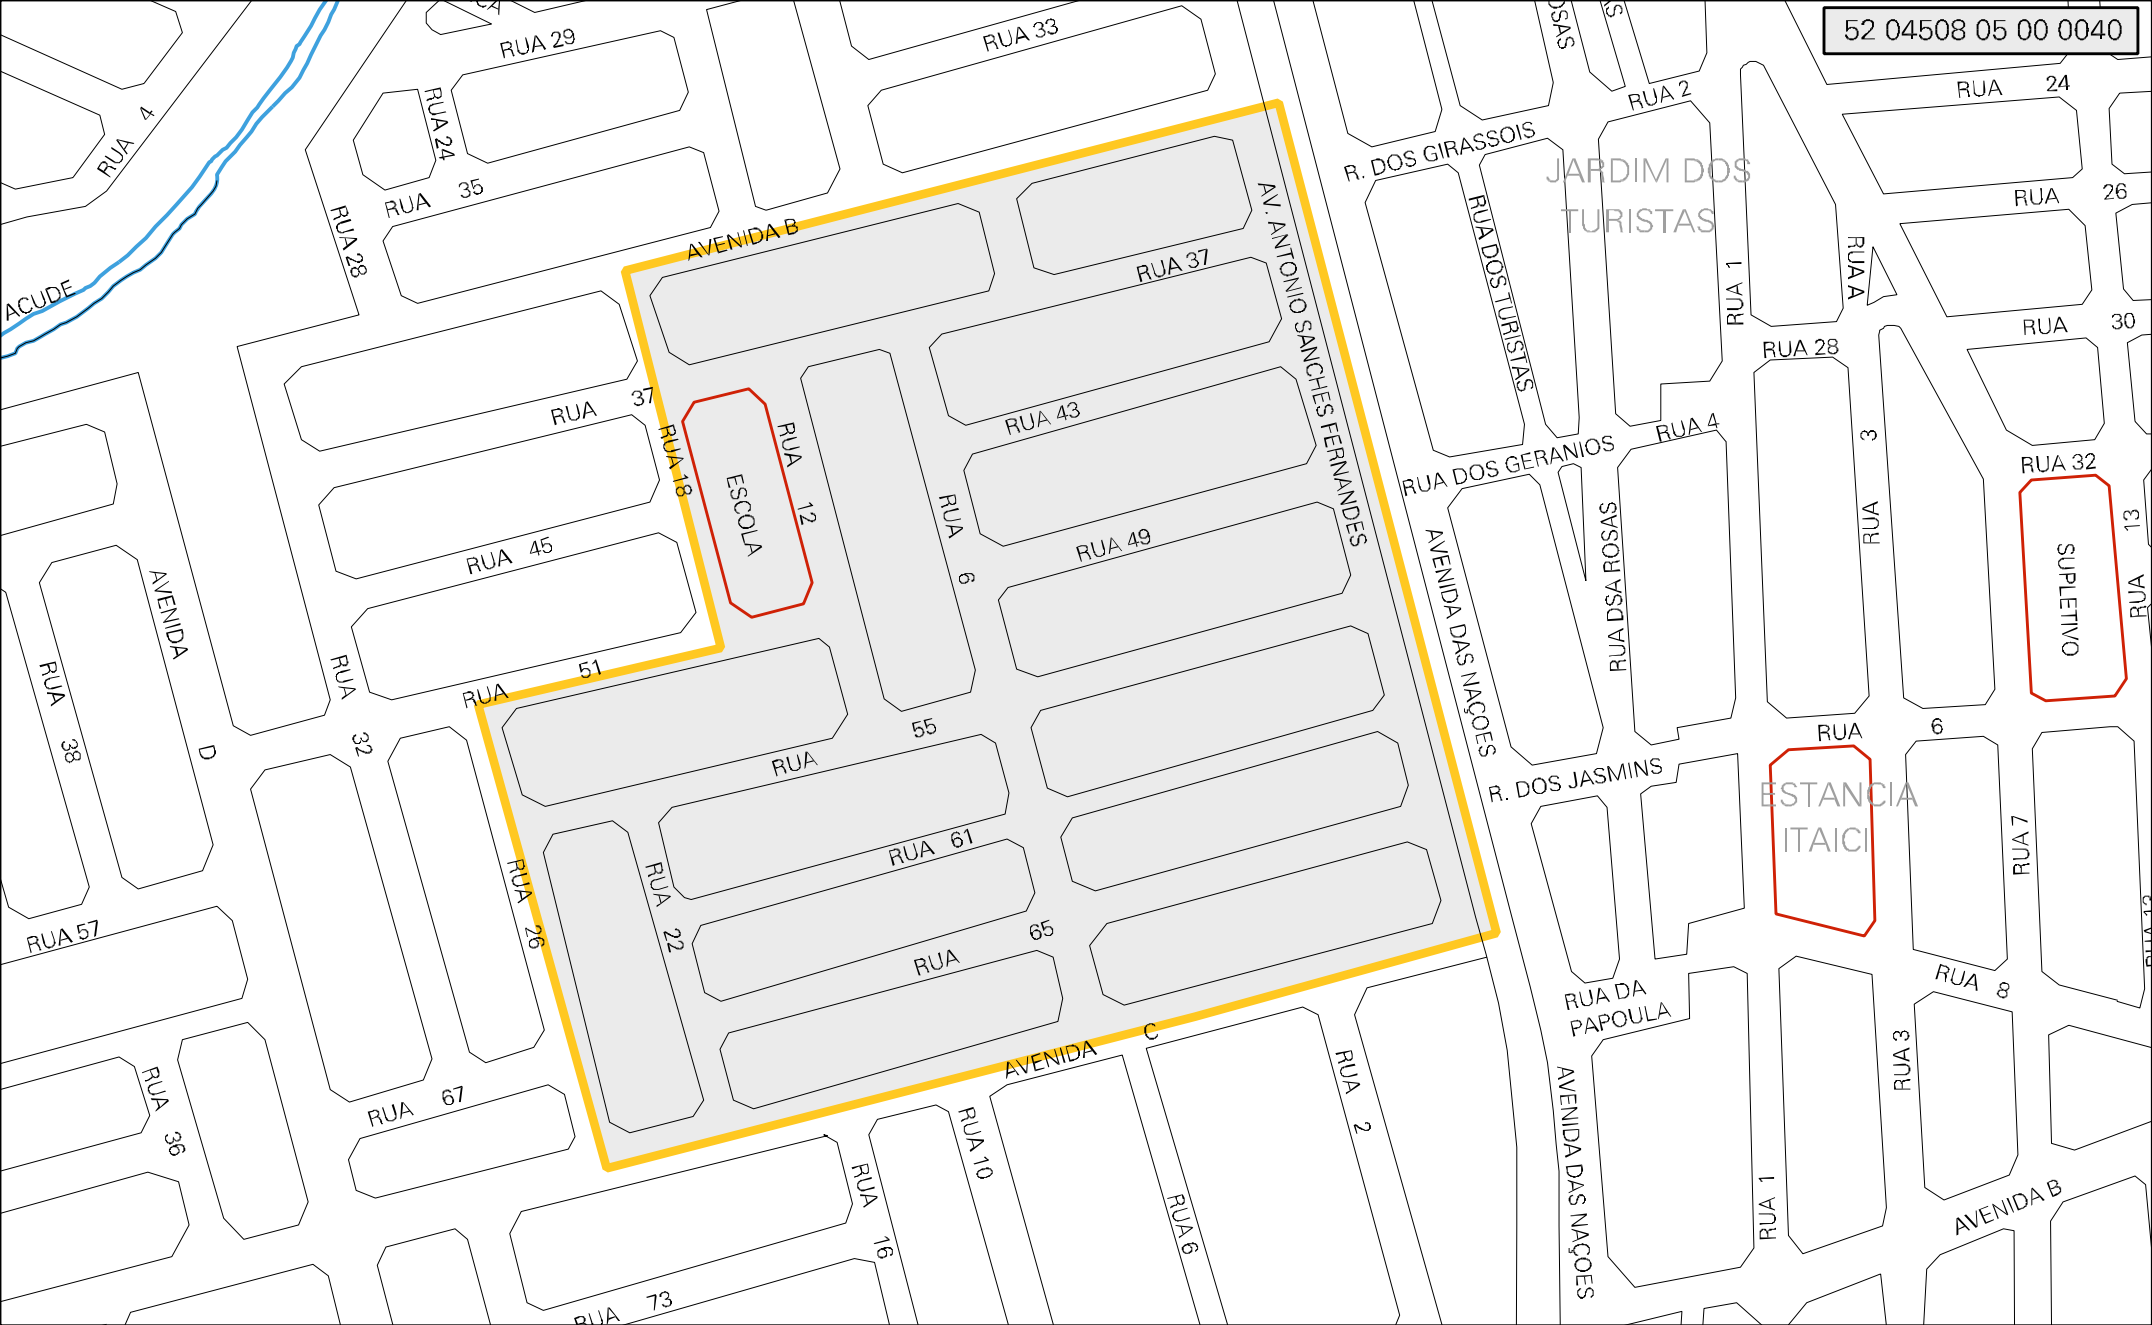 52 04508 05 00 0040
RUA 29
RUA 33
OSAS
RUA 2
RUA 24
RUA 4
RUA 24
R. DOS GIRASSOIS
JARDIM DOS
TURISTAS
RUA 35
RUA 26
RUA 28
AVENIDA B
AV. ANTONIO SANCHES FERNANDES
RUA DOS TURISTAS
RUA 37
RUA 1
RUA A
ACUDE
RUA 30
RUA 28
RUA 37
RUA 43
RUA 18
ESCOLA
RUA 12
RUA 6
RUA 4
RUA DOS GERANIOS
RUA 3
RUA 32
RUA 45
RUA 49
RUA DSA ROSAS
AVENIDA DAS NAÇOES
SUPLETIVO
RUA 13
AVENIDA D
RUA 38
RUA 32
RUA 51
RUA 55
RUA 6
R. DOS JASMINS
ESTANCIA
ITAICI
RUA 61
RUA 7
RUA 26
RUA 22
RUA 57
RUA 65
RUA 12
RUA DA
PAPOULA
RUA 8
AVENIDA C
RUA 3
RUA 36
RUA 67
RUA 2
RUA 10
RUA 16
RUA 6
AVENIDA DAS NAÇOES
RUA 1
AVENIDA B
RUA 73